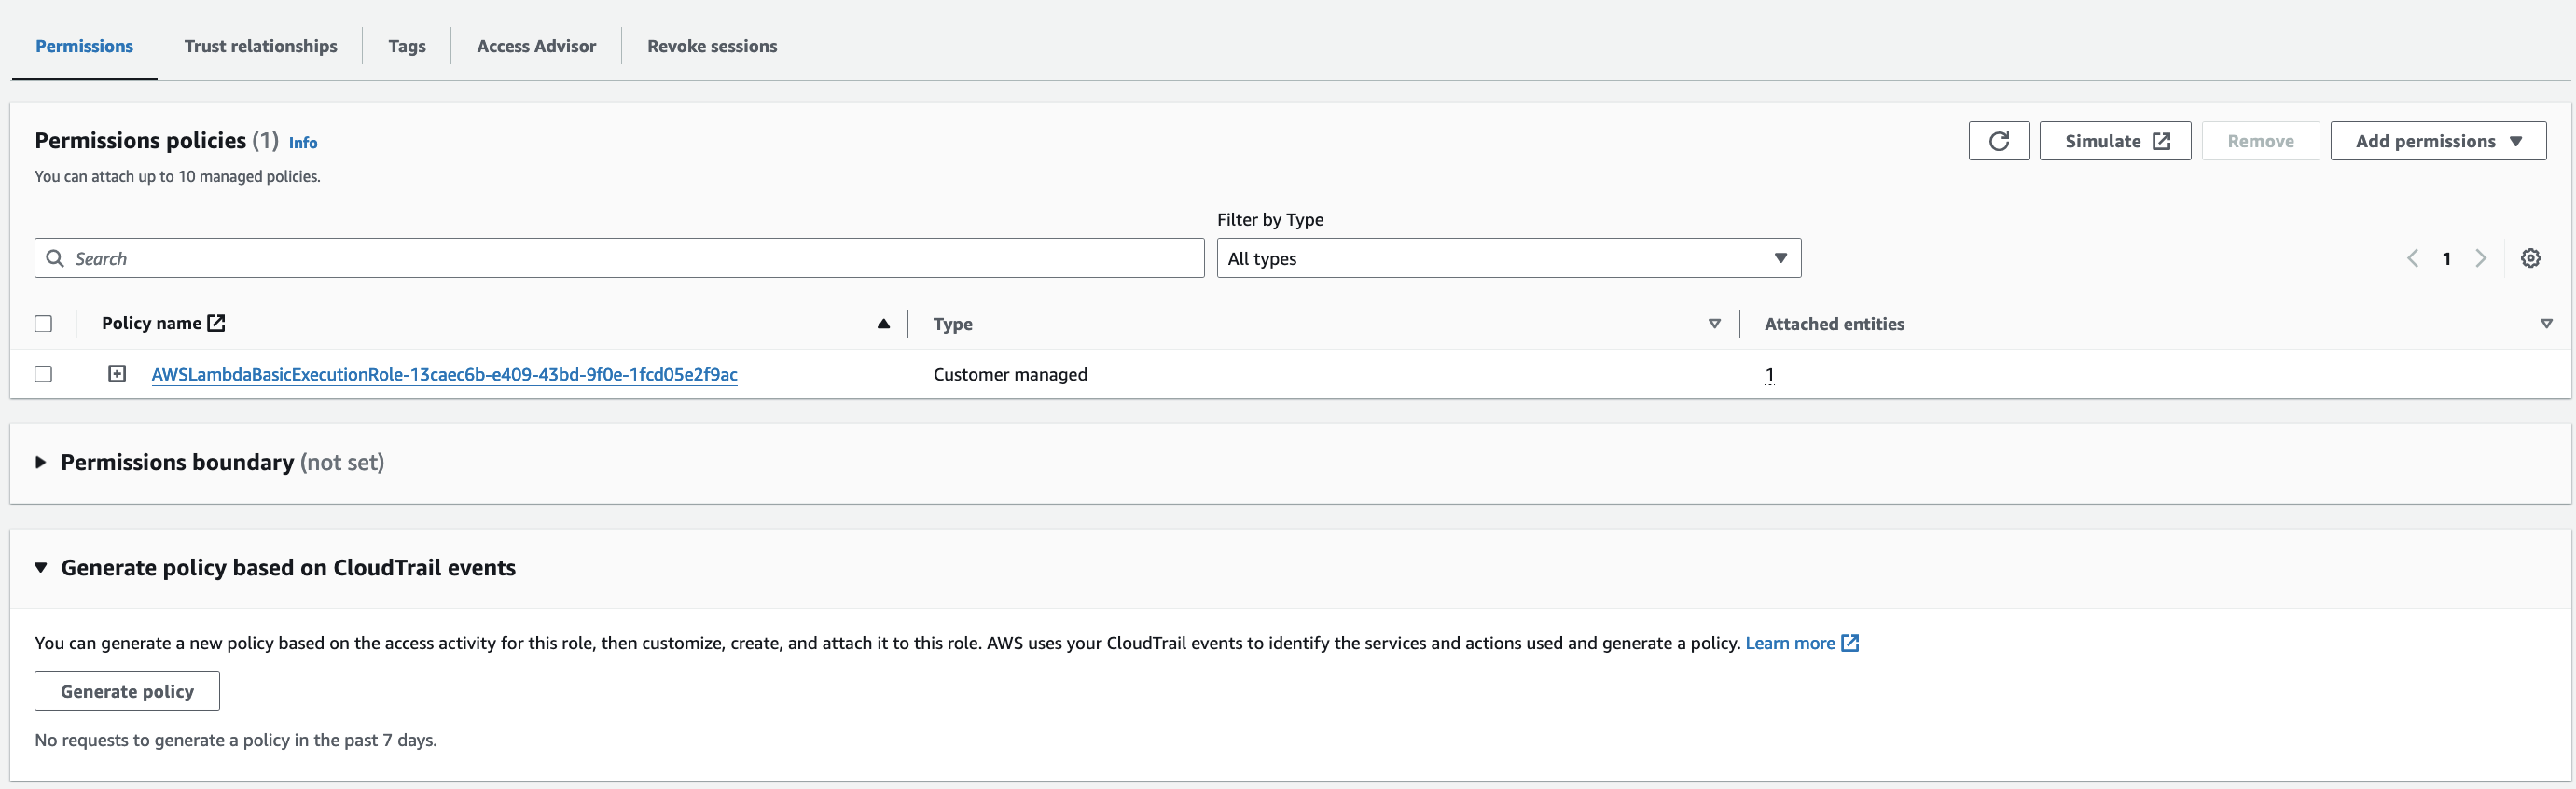 Permissions
Trust relationships
Tags
Access Advisor
Revoke sessions
Permissions policies (1) Info
You can attach up to 10 managed policies.
Simulate
Remove
Add permissions
Filter by Type
Search
All types
1
Policy name
Type
Attached entities
AWSLambdaBasicExecutionRole-13caec6b-e409-43bd-9f0e-1fcd05e2f9ac
Customer managed
1
Permissions boundary (not set)
Generate policy based on CloudTrail events
You can generate a new policy based on the access activity for this role, then customize, create, and attach it to this role. AWS uses your CloudTrail events to identify the services and actions used and generate a policy. Learn more
Generate policy
No requests to generate a policy in the past 7 days.